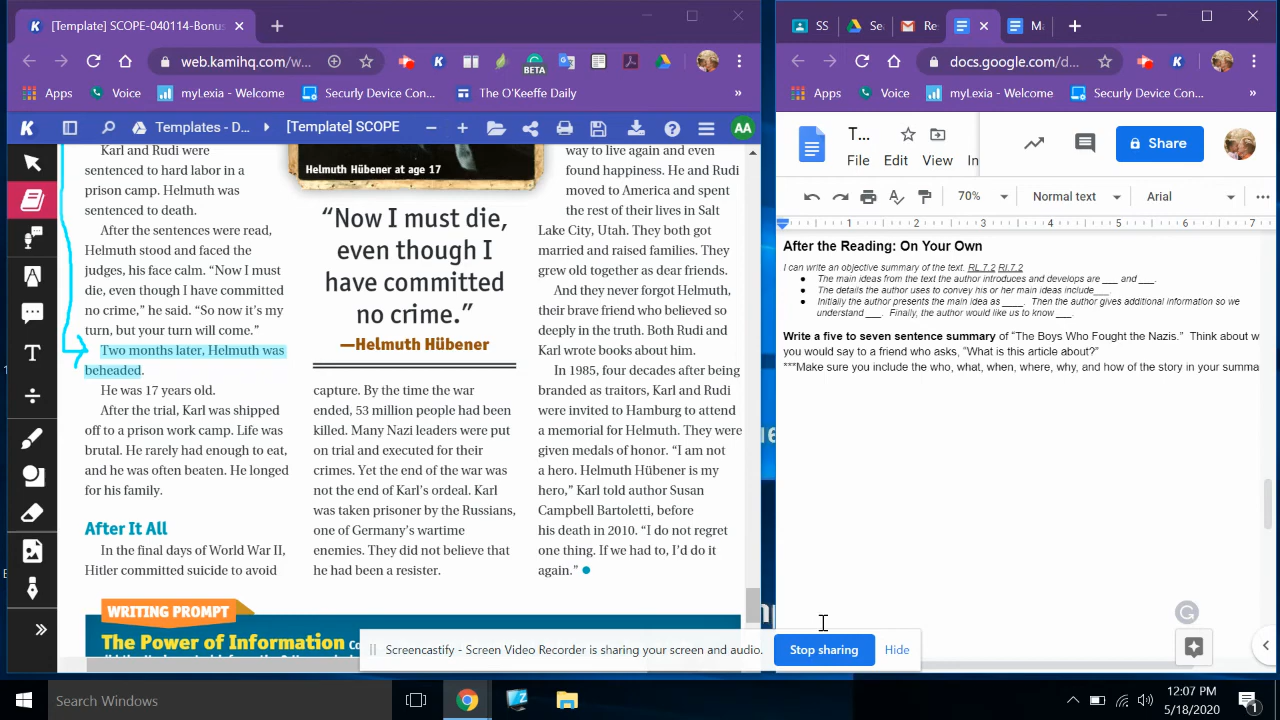 [Template] SCOPE-040114-Bonus
web.kamihq.com/w...
BETA
Apps
Voice
myLexia - Welcome
Securly Device Con...
The O'Keeffe Daily
»
Templates - D...
[Template] SCOPE
AA
Karl and Rudi were
sentenced to hard labor in a
prison camp. Helmuth was
sentenced to death.
After the sentences were read,
Helmuth stood and faced the
judges, his face calm. “Now I must
die, even though I have committed
no crime,” he said. “So now it's my
turn, but your turn will come.”
Two months later, Helmuth was
beheaded.
He was 17 years old.
After the trial, Karl was shipped
off to a prison work camp. Life was
brutal. He rarely had enough to eat,
and he was often beaten. He longed
for his family.
After It All
In the final days of World War II,
Hitler committed suicide to avoid
Helmuth Hübener at age 17
“Now I must die,
even though I
have committed
no crime.”
—Helmuth Hübener
capture. By the time the war
ended, 53 million people had been
killed. Many Nazi leaders were put
on trial and executed for their
crimes. Yet the end of the war was
not the end of Karl's ordeal. Karl
was taken prisoner by the Russians,
one of Germany's wartime
enemies. They did not believe that
he had been a resister.
way to live again and even
found happiness. He and Rudi
moved to America and spent
the rest of their lives in Salt
Lake City, Utah. They both got
married and raised families. They
grew old together as dear friends.
And they never forgot Helmuth,
their brave friend who believed so
deeply in the truth. Both Rudi and
Karl wrote books about him.
In 1985, four decades after being
branded as traitors, Karl and Rudi
were invited to Hamburg to attend
a memorial for Helmuth. They were
given medals of honor. “I am not
a hero. Helmuth Hübener is my
hero,” Karl told author Susan
Campbell Bartoletti, before
his death in 2010. “I do not regret
one thing. If we had to, I'd do it
again.”
WRITING PROMPT
The Power of Information
Screencastify - Screen Video Recorder is sharing your screen and audio.
Stop sharing
Hide
SS
Se
Re
M
docs.google.com/d...
Apps
Voice
myLexia - Welcome
Securly Device Con...
»
T...
File
Edit
View
In
Share
70%
Normal text
Arial
1 2 3 4 5 6 7
After the Reading: On Your Own
I can write an objective summary of the text. RL.7.2 RI.7.2
● The main ideas from the text the author introduces and develops are ___ and ___.
● The details the author uses to convey his or her main ideas include___.
● Initially the author presents the main idea as ____. Then the author gives additional information so we
understand ___. Finally, the author would like us to know ___.
Write a five to seven sentence summary of “The Boys Who Fought the Nazis.” Think about w
you would say to a friend who asks, “What is this article about?”
***Make sure you include the who, what, when, where, why, and how of the story in your summa
Search Windows
12:07 PM
5/18/2020
1